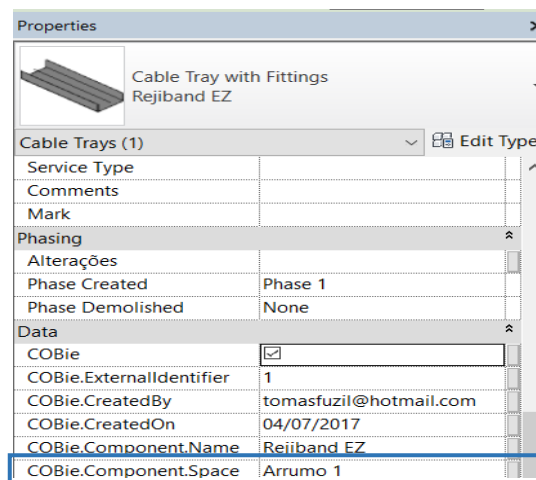 Properties
Cable Tray with Fittings
Rejiband EZ
Cable Trays (1) Edit Type
Service Type
Comments
Mark
Phasing
Alterações
Phase Created Phase 1
Phase Demolished None
Data
COBie
COBie.ExternalIdentifier 1
COBie.CreatedBy tomasfuzil@hotmail.com
COBie.CreatedOn 04/07/2017
COBie.Component.Name Rejiband EZ
COBie.Component.Space Arrumo 1